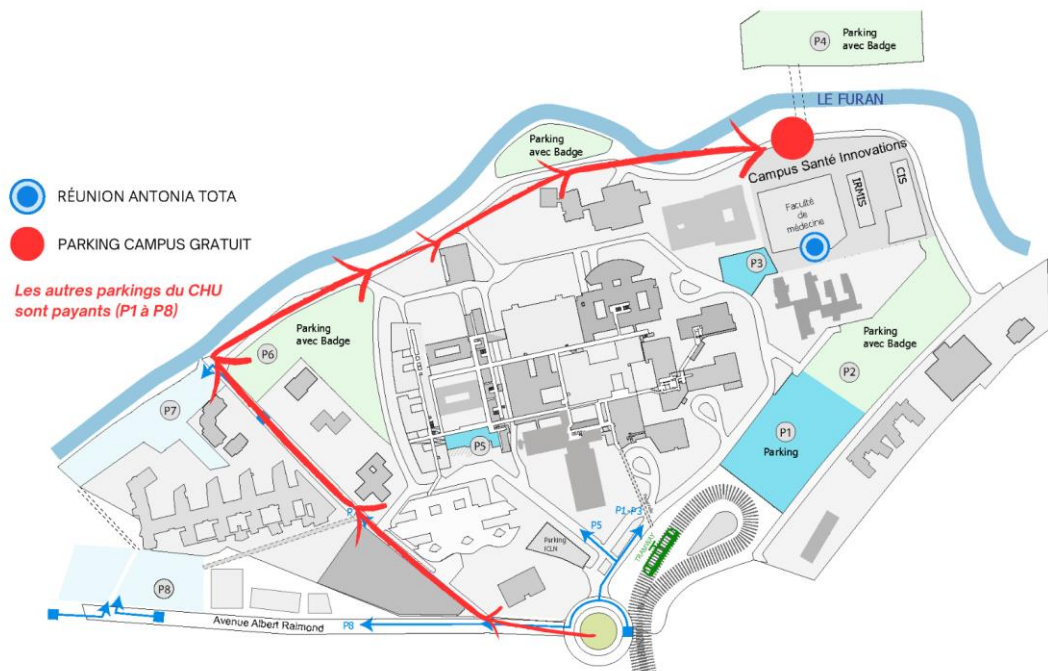 P4
Parking
avec Badge
LE FURAN
Parking
avec Badge
Campus Santé Innovations
CIS
IRMIS
Faculté
de
médecine
RÉUNION ANTONIA TOTA
PARKING CAMPUS GRATUIT
Les autres parkings du CHU
sont payants (P1 à P8)
P3
Parking
avec Badge
P6
Parking
avec Badge
P2
P7
P1
Parking
P5
P1-P3
P5
TRAMWAY
Parking
ICLN
P8
Avenue Albert Raimond
P8